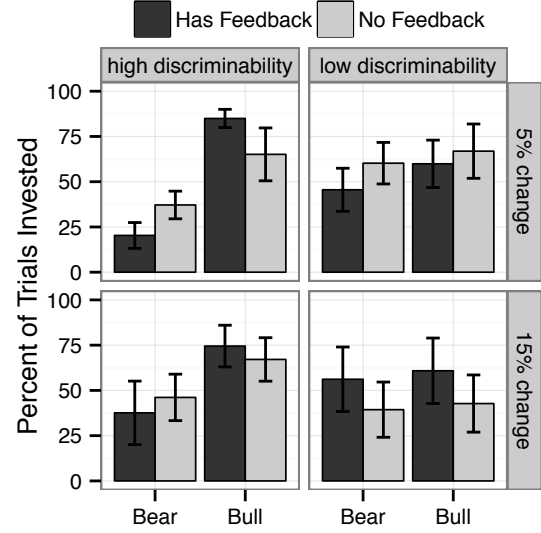 Has Feedback No Feedback
high discriminability low discriminability
Percent of Trials Invested
100
75
50
25
0
5% change
100
75
50
25
0
15% change
Bear Bull Bear Bull